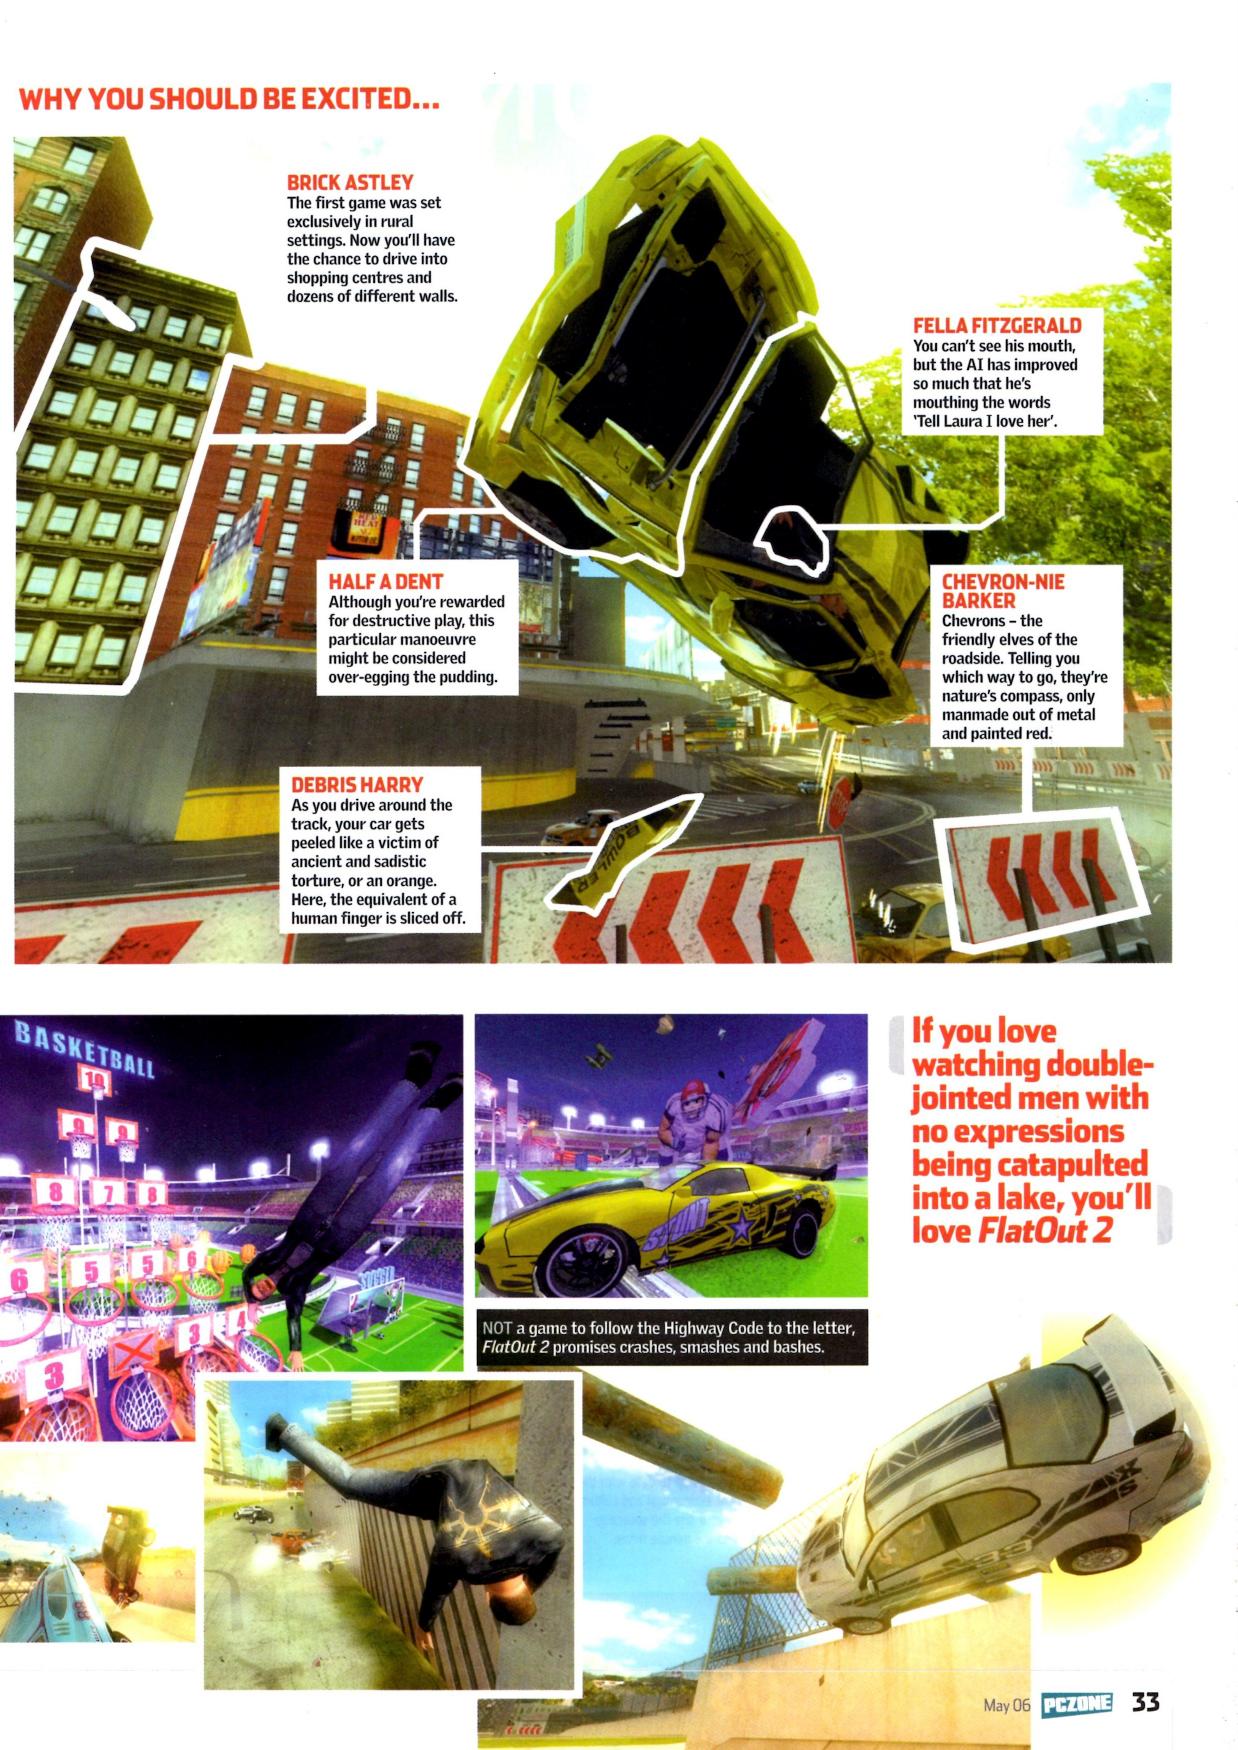 WHY YOU SHOULD BE EXCITED...
BRICK ASTLEY
The first game was set
exclusively in rural
settings. Now you'll have
the chance to drive into
shopping centres and
dozens of different walls.
FELLA FITZGERALD
You can't see his mouth,
but the AI has improved
so much that he's
mouthing the words
'Tell Laura I love her'.
HALF A DENT
Although you're rewarded
for destructive play, this
particular manoeuvre
might be considered
over-egging the pudding.
CHEVRON-NIE
BARKER
Chevrons – the
friendly elves of the
roadside. Telling you
which way to go, they're
nature's compass, only
manmade out of metal
and painted red.
DEBRIS HARRY
As you drive around the
track, your car gets
peeled like a victim of
ancient and sadistic
torture, or an orange.
Here, the equivalent of a
human finger is sliced off.
BOWLER
STOP
BASKETBALL
10
9 9
8 7 8
6 5 5 6
3 4
3
SOCCER
If you love
watching double-
jointed men with
no expressions
being catapulted
into a lake, you'll
love FlatOut 2
NOT a game to follow the Highway Code to the letter,
FlatOut 2 promises crashes, smashes and bashes.
May 06 PCZONE 33